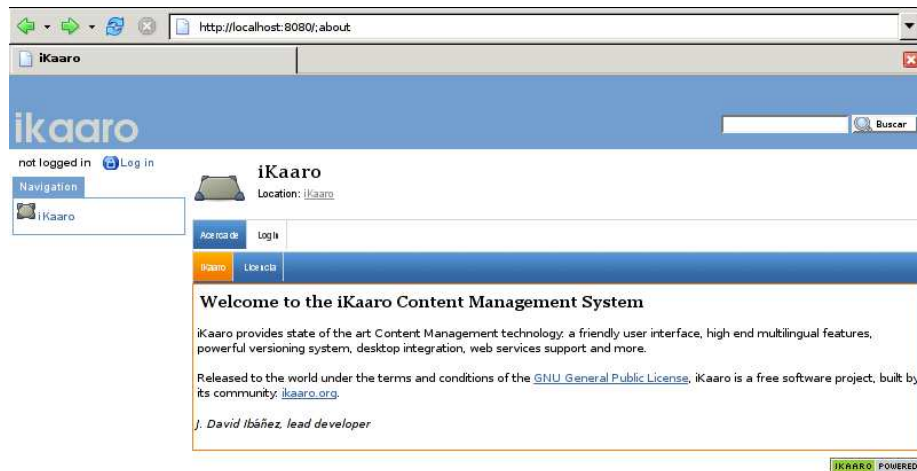 http://localhost:8080/;about
iKaaro
ikaaro
Buscar
not logged in Log in
Navigation
iKaaro
iKaaro
Location: iKaaro
Acerca de Login
iKaaro Licencia
Welcome to the iKaaro Content Management System
iKaaro provides state of the art Content Management technology: a friendly user interface, high end multilingual features,
powerful versioning system, desktop integration, web services support and more.
Released to the world under the terms and conditions of the GNU General Public License, iKaaro is a free software project, built by
its community: ikaaro.org.
J. David Ibáñez, lead developer
IKAARO POWERED